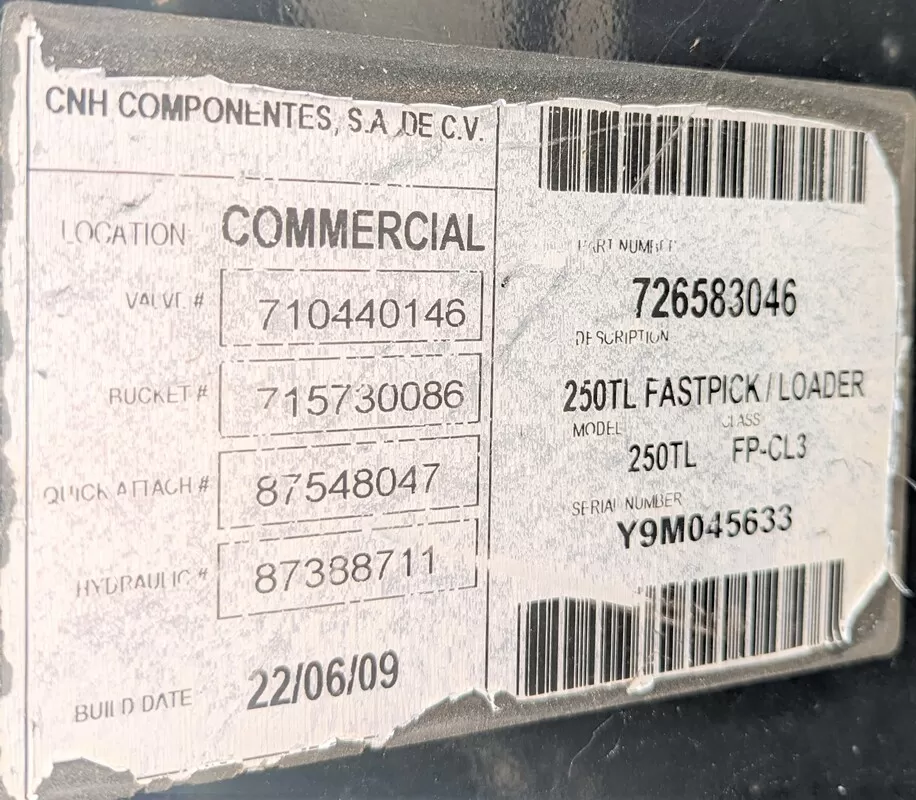 CNH COMPONENTES, S.A. DE C.V.
LOCATION COMMERCIAL
VALVE # 710440146
BUCKET # 715730086
QUICK ATTACH # 87548047
HYDRAULIC # 87388711
BUILD DATE 22/06/09
PART NUMBER
726583046
DESCRIPTION
250TL FASTPICK / LOADER
MODEL CLASS
250TL FP-CL3
SERIAL NUMBER
Y9M045633